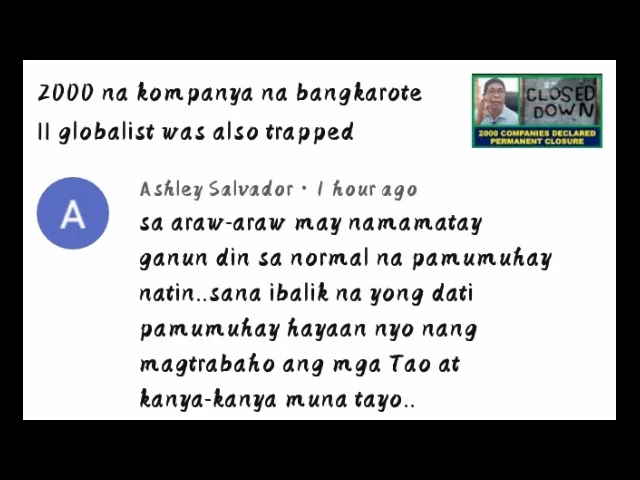 2000 na kompanya na bangkarote
II globalist was also trapped
CLOSED
DOWN
2000 COMPANIES DECLARED
PERMANENT CLOSURE
A
Ashley Salvador • 1 hour ago
sa araw-araw may namamatay
ganun din sa normal na pamumuhay
natin..sana ibalik na yong dati
pamumuhay hayaan nyo nang
magtrabaho ang mga Tao at
kanya-kanya muna tayo..